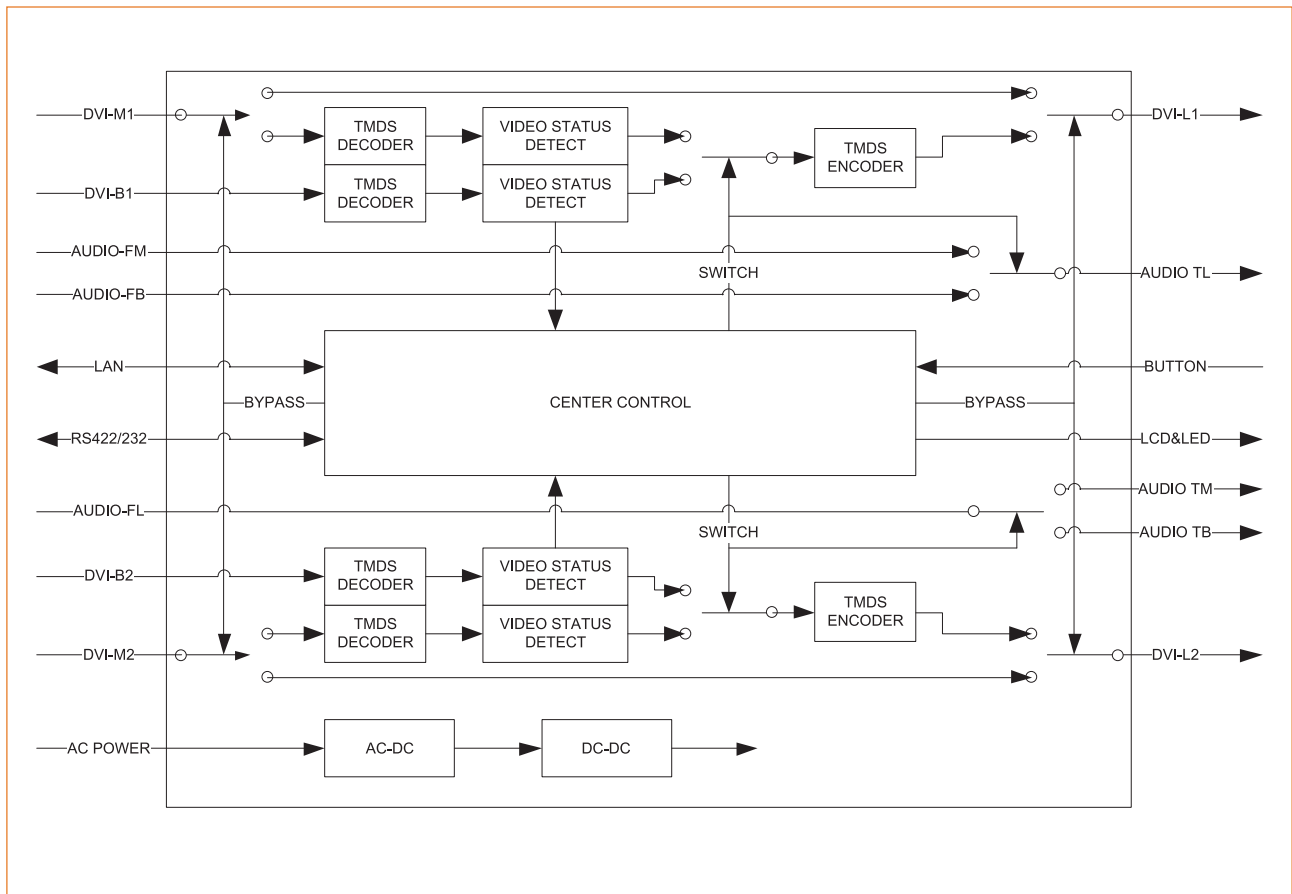 DVI-M1
TMDS
DECODER
VIDEO STATUS
DETECT
TMDS
ENCODER
DVI-L1
DVI-B1
TMDS
DECODER
VIDEO STATUS
DETECT
AUDIO-FM
SWITCH
AUDIO TL
AUDIO-FB
LAN
BUTTON
BYPASS
CENTER CONTROL
BYPASS
RS422/232
LCD&LED
AUDIO TM
AUDIO-FL
SWITCH
AUDIO TB
DVI-B2
TMDS
DECODER
VIDEO STATUS
DETECT
TMDS
ENCODER
TMDS
DECODER
VIDEO STATUS
DETECT
DVI-M2
DVI-L2
AC POWER
AC-DC
DC-DC